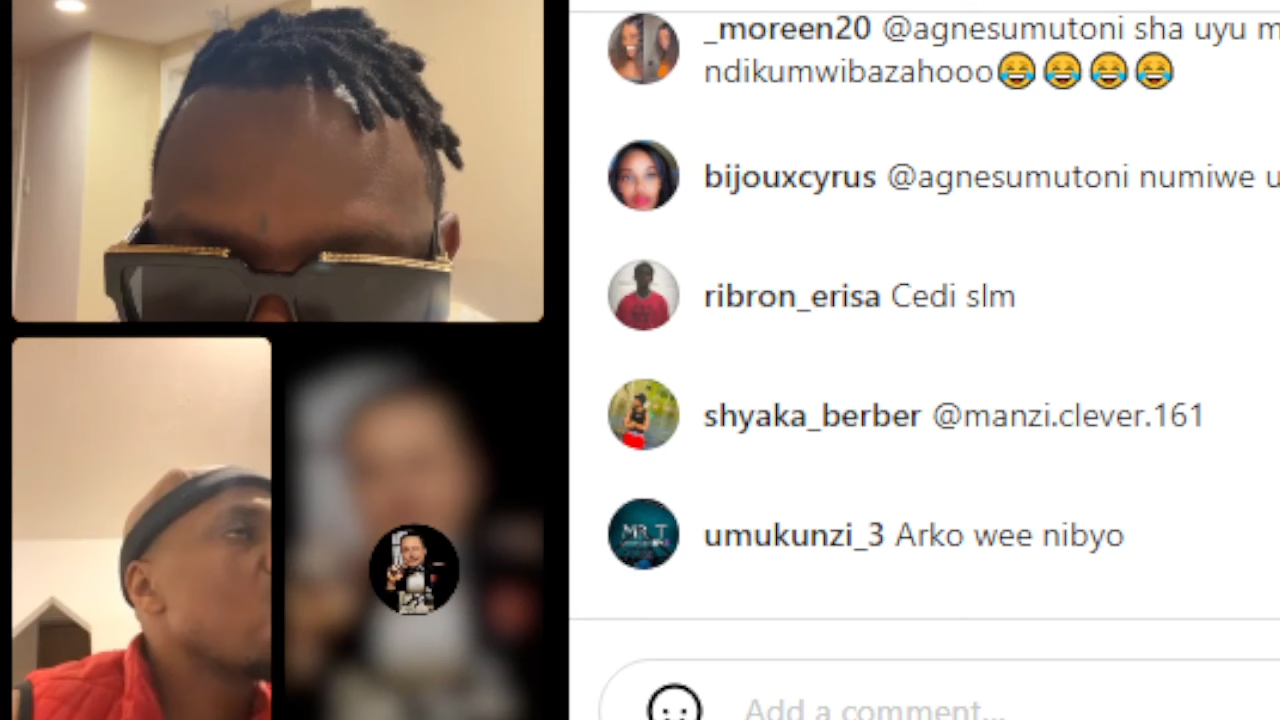 _moreen20 @agnesumutoni sha uyu
ndikumwibazahooo😂😂😂😂
bijouxcyrus @agnesumutoni numiwe
ribron_erisa Cedi slm
shyaka_berber @manzi.clever.161
MR_T
umukunzi_3 Arko wee nibyo
Add a comment...